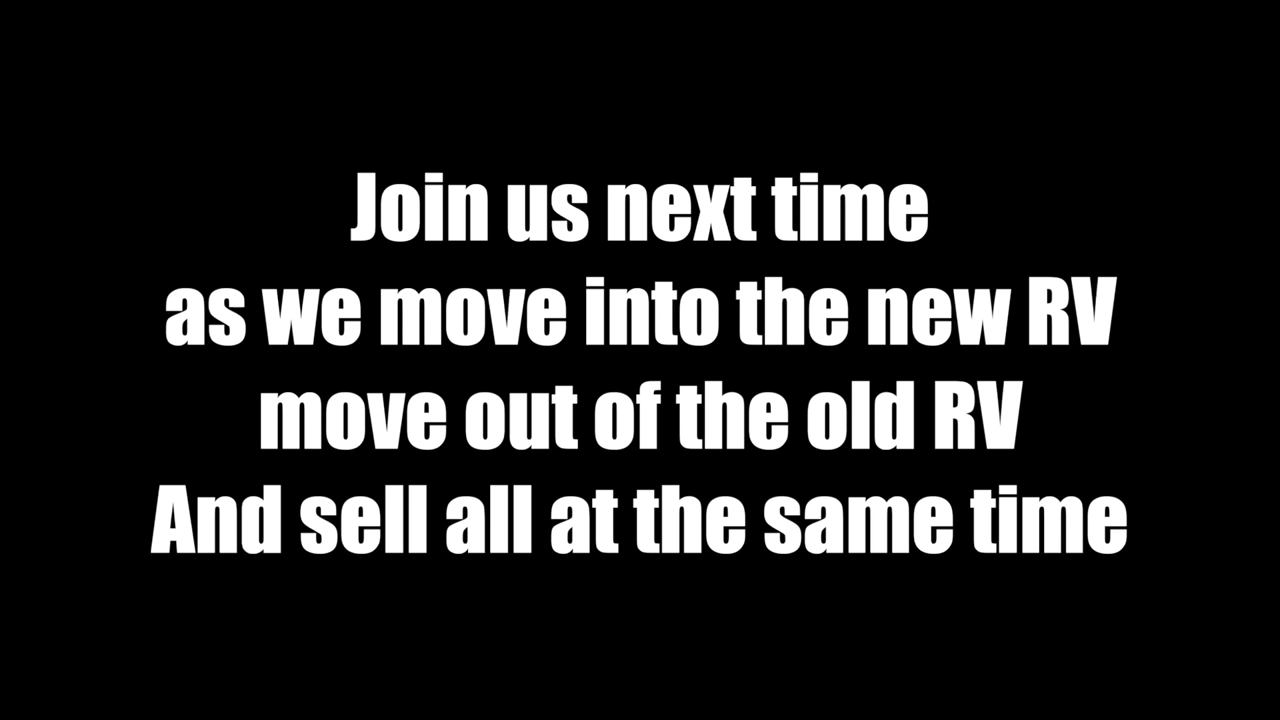 Join us next time
as we move into the new RV
move out of the old RV
And sell all at the same time